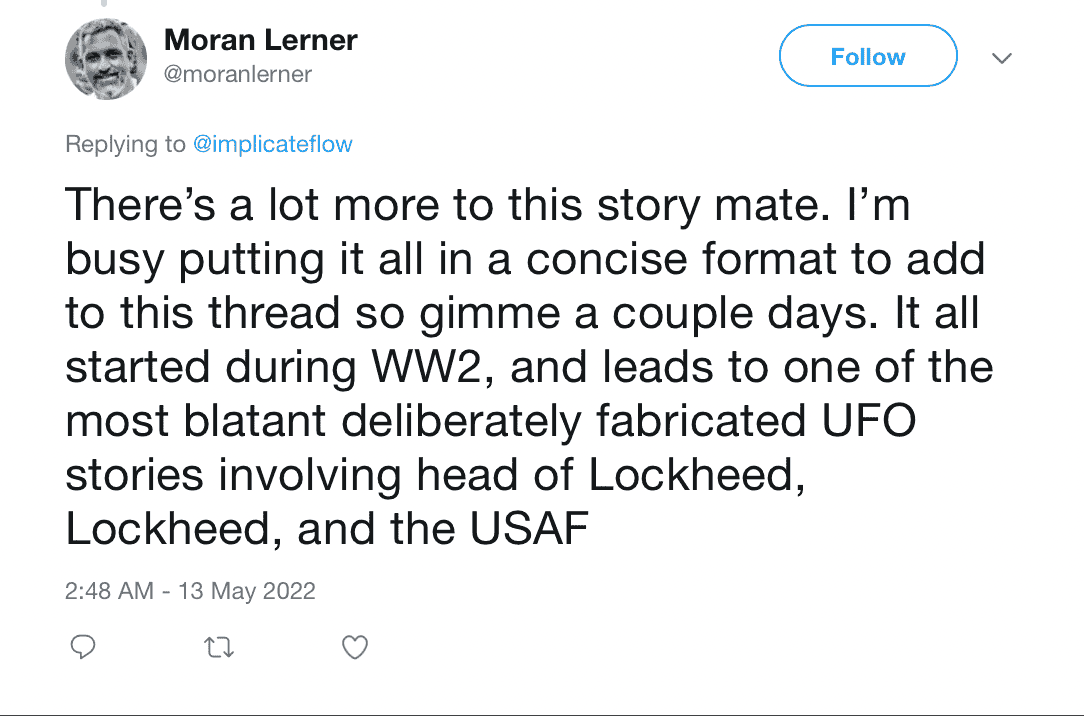 Moran Lerner
@moranlerner
Follow
Replying to @implicateflow
There’s a lot more to this story mate. I’m
busy putting it all in a concise format to add
to this thread so gimme a couple days. It all
started during WW2, and leads to one of the
most blatant deliberately fabricated UFO
stories involving head of Lockheed,
Lockheed, and the USAF
2:48 AM - 13 May 2022